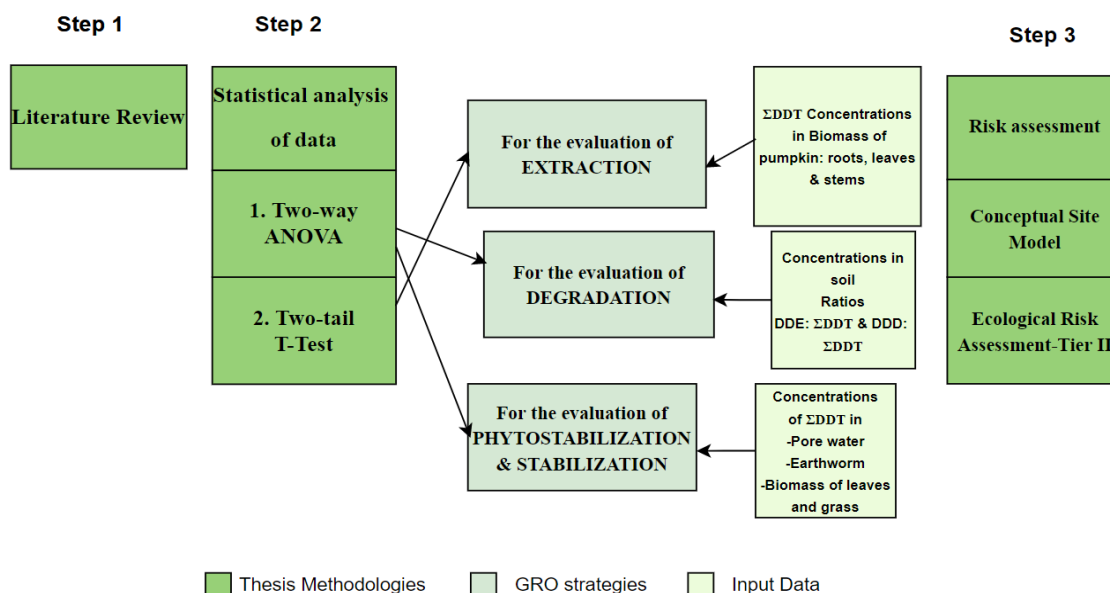 Step 1
Step 2
Step 3
Literature Review
Statistical analysis
of data
1. Two-way
ANOVA
2. Two-tail
T-Test
For the evaluation of
EXTRACTION
For the evaluation of
DEGRADATION
For the evaluation of
PHYTOSTABILIZATION
& STABILIZATION
ΣDDT Concentrations
in Biomass of
pumpkin: roots, leaves
& stems
Concentrations in
soil
Ratios
DDE: ΣDDT & DDD:
ΣDDT
Concentrations
of ΣDDT in
-Pore water
-Earthworm
-Biomass of leaves
and grass
Risk assessment
Conceptual Site
Model
Ecological Risk
Assessment-Tier II
Thesis Methodologies
GRO strategies
Input Data